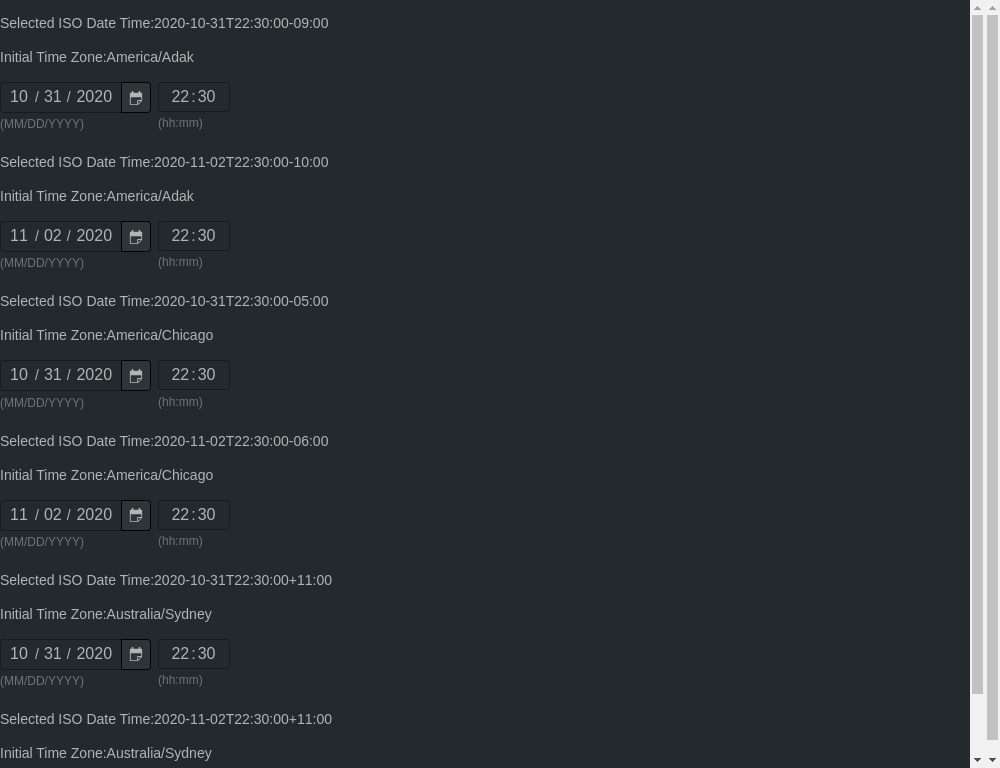 Selected ISO Date Time:2020-10-31T22:30:00-09:00
Initial Time Zone:America/Adak
10 / 31 / 2020 22:30
(MM/DD/YYYY) (hh:mm)
Selected ISO Date Time:2020-11-02T22:30:00-10:00
Initial Time Zone:America/Adak
11 / 02 / 2020 22:30
(MM/DD/YYYY) (hh:mm)
Selected ISO Date Time:2020-10-31T22:30:00-05:00
Initial Time Zone:America/Chicago
10 / 31 / 2020 22:30
(MM/DD/YYYY) (hh:mm)
Selected ISO Date Time:2020-11-02T22:30:00-06:00
Initial Time Zone:America/Chicago
11 / 02 / 2020 22:30
(MM/DD/YYYY) (hh:mm)
Selected ISO Date Time:2020-10-31T22:30:00+11:00
Initial Time Zone:Australia/Sydney
10 / 31 / 2020 22:30
(MM/DD/YYYY) (hh:mm)
Selected ISO Date Time:2020-11-02T22:30:00+11:00
Initial Time Zone:Australia/Sydney